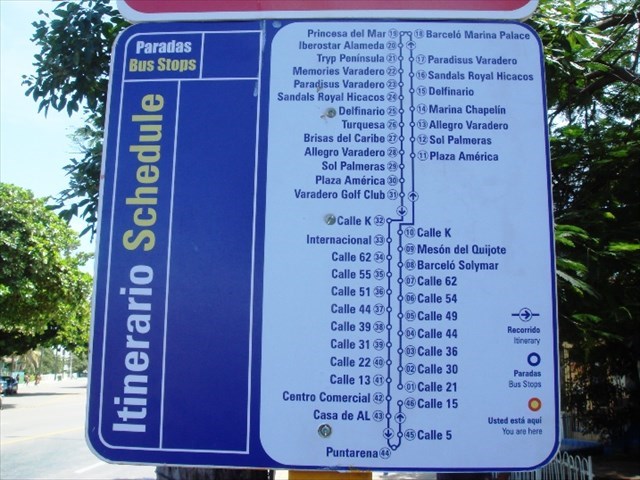 Paradas
Bus Stops
Itinerario Schedule
Princesa del Mar 19
Iberostar Alameda 20
Tryp Península 21
Memories Varadero 22
Paradisus Varadero 23
Sandals Royal Hicacos 24
Delfinario 25
Turquesa 26
Brisas del Caribe 27
Allegro Varadero 28
Sol Palmeras 29
Plaza América 30
Varadero Golf Club 31
Calle K 32
Internacional 33
Calle 62 34
Calle 55 35
Calle 51 36
Calle 44 37
Calle 39 38
Calle 31 39
Calle 22 40
Calle 13 41
Centro Comercial 42
Casa de AL 43
Puntarena 44
18 Barceló Marina Palace
17 Paradisus Varadero
16 Sandals Royal Hicacos
15 Delfinario
14 Marina Chapelín
13 Allegro Varadero
12 Sol Palmeras
11 Plaza América
10 Calle K
09 Mesón del Quijote
08 Barceló Solymar
07 Calle 62
06 Calle 54
05 Calle 49
04 Calle 44
03 Calle 36
02 Calle 30
01 Calle 21
46 Calle 15
45 Calle 5
Recorrido
Itinerary
Paradas
Bus Stops
Usted está aquí
You are here